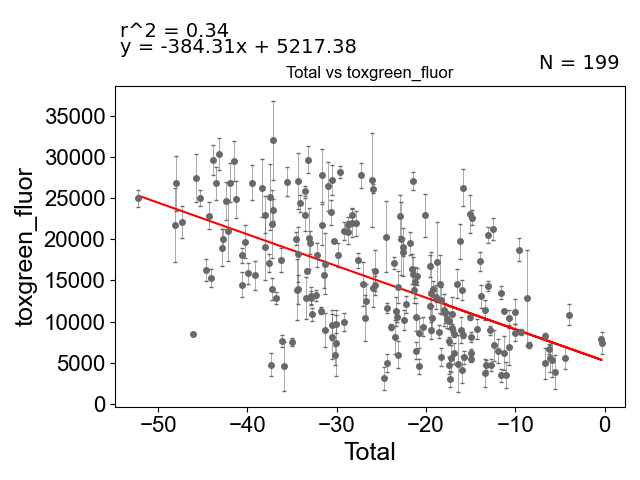 r^2 = 0.34
y = -384.31x + 5217.38
N = 199
Total vs toxgreen_fluor
35000
30000
25000
20000
15000
10000
5000
0
toxgreen_fluor
−50
−40
−30
−20
−10
0
Total